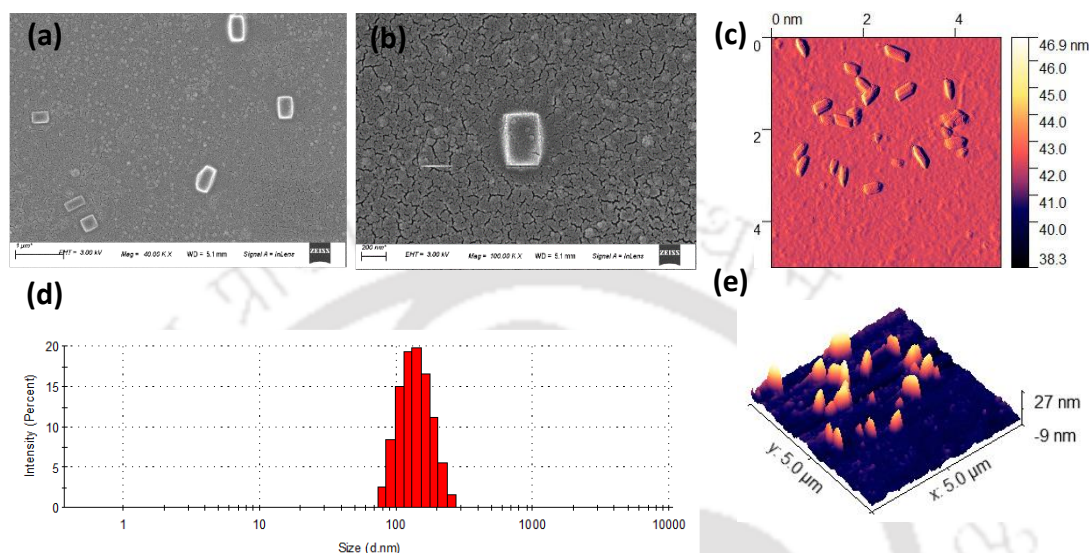 (a)
1 µm*
EHT = 3.00 kV
Mag = 40.00 K X
WD = 5.1 mm
Signal A = InLens
ZEISS
(b)
200 nm*
EHT = 3.00 kV
Mag = 100.00 K X
WD = 5.1 mm
Signal A = InLens
ZEISS
(c)
0 nm 2 4
0
2
4
46.9 nm
46.0
45.0
44.0
43.0
42.0
41.0
40.0
38.3
(d)
Intensity (Percent)
20
15
10
5
0
1 10 100 1000 10000
Size (d.nm)
(e)
27 nm
-9 nm
y: 5.0 µm
x: 5.0 µm